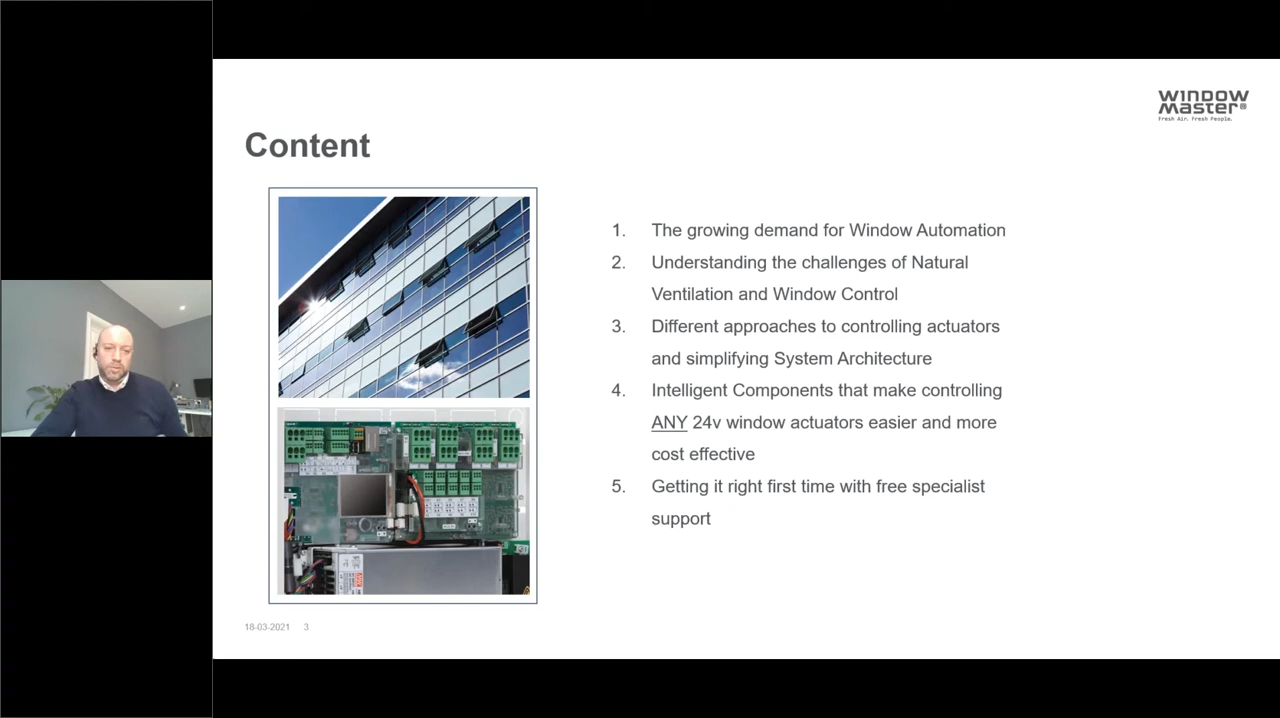 WINDOW
MASTER®
Fresh Air. Fresh People.
Content
1. The growing demand for Window Automation
2. Understanding the challenges of Natural
Ventilation and Window Control
3. Different approaches to controlling actuators
and simplifying System Architecture
4. Intelligent Components that make controlling
ANY 24v window actuators easier and more
cost effective
5. Getting it right first time with free specialist
support
18-03-2021 3